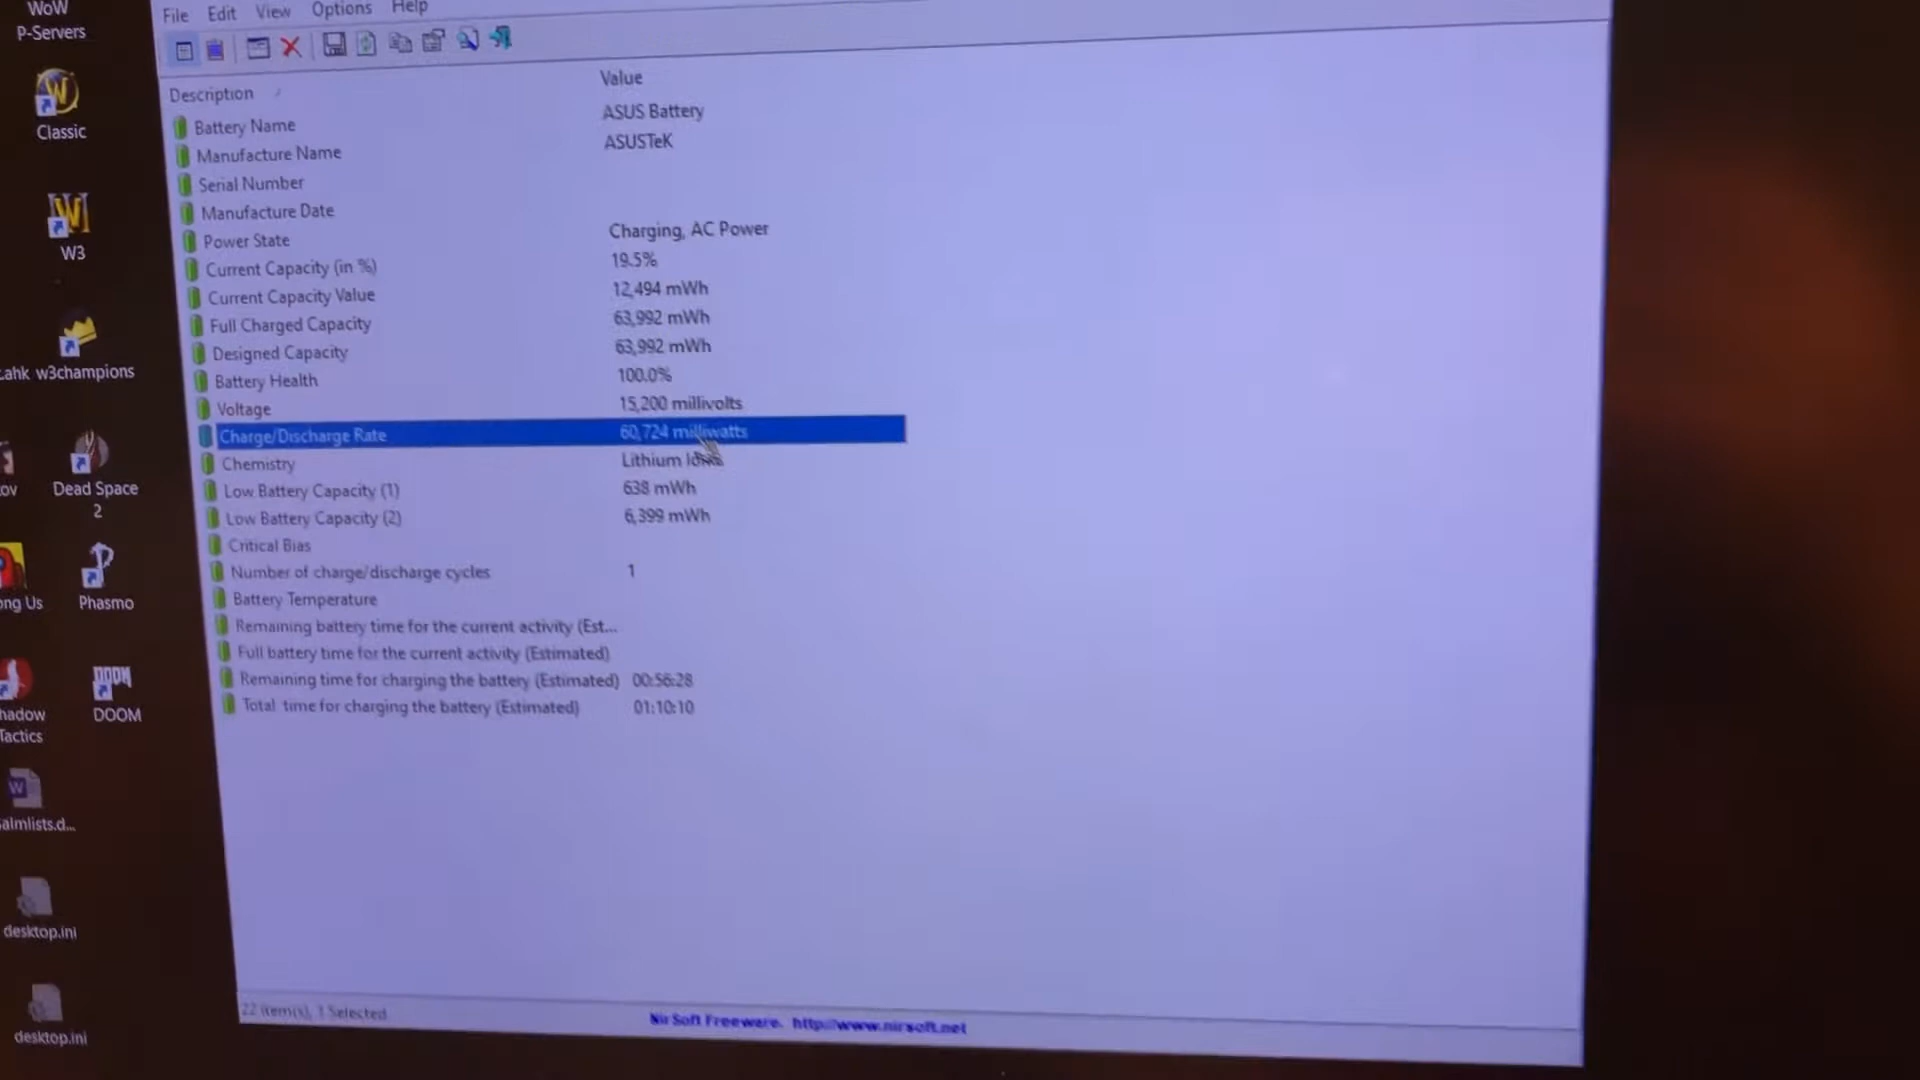 WoW
P-Servers
Classic
W3
w3champions
Dead Space
2
Phasmo
DOOM
Tactics
desktop.ini
desktop.ini
File Edit View Options Help
Description Value
Battery Name ASUS Battery
Manufacture Name ASUSTeK
Serial Number
Manufacture Date
Power State Charging, AC Power
Current Capacity (in %) 19.5%
Current Capacity Value 12,494 mWh
Full Charged Capacity 63,992 mWh
Designed Capacity 63,992 mWh
Battery Health 100.0%
Voltage 15,200 millivolts
Charge/Discharge Rate 60,724 milliwatts
Chemistry Lithium
Low Battery Capacity (1) 638 mWh
Low Battery Capacity (2) 6,399 mWh
Critical Bias
Number of charge/discharge cycles 1
Battery Temperature
Remaining battery time for the current activity (Est...
Full battery time for the current activity (Estimated)
Remaining time for charging the battery (Estimated) 00:56:28
Total time for charging the battery (Estimated) 01:10:10
22 item(s), 1 Selected
NirSoft Freeware. http://www.nirsoft.net